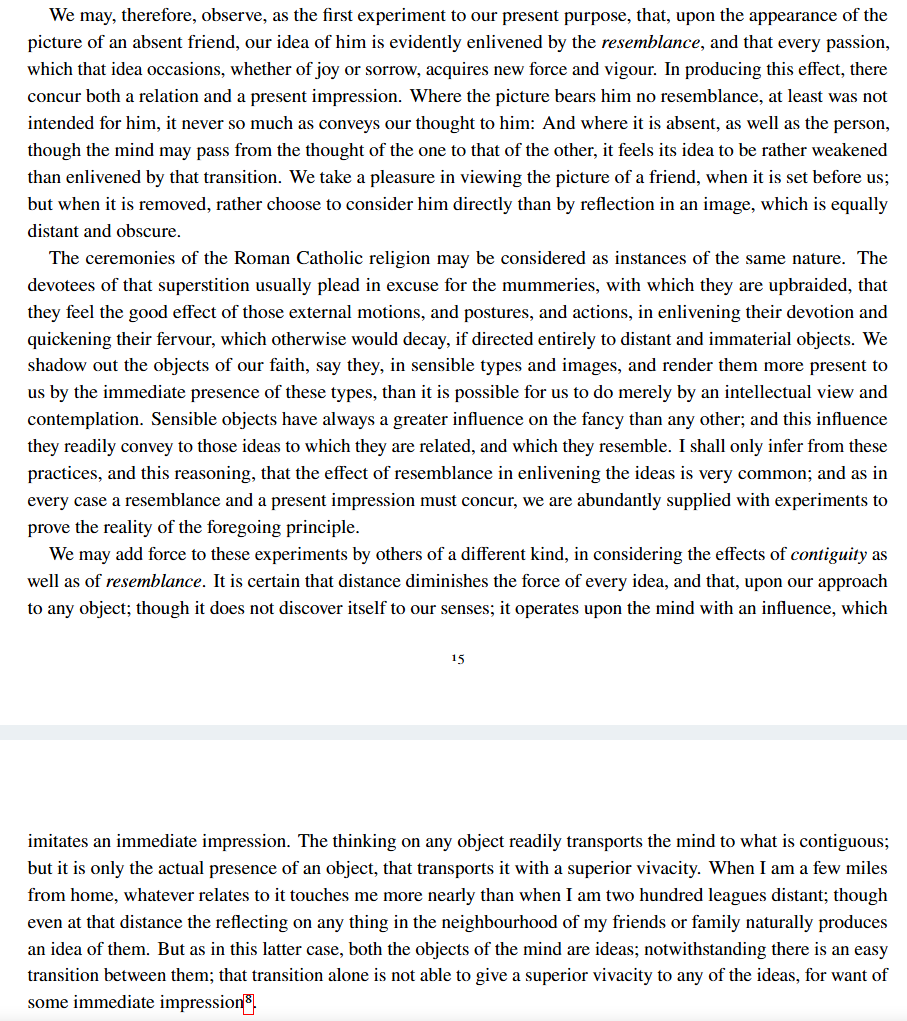 We may, therefore, observe, as the first experiment to our present purpose, that, upon the appearance of the
picture of an absent friend, our idea of him is evidently enlivened by the resemblance, and that every passion,
which that idea occasions, whether of joy or sorrow, acquires new force and vigour. In producing this effect, there
concur both a relation and a present impression. Where the picture bears him no resemblance, at least was not
intended for him, it never so much as conveys our thought to him: And where it is absent, as well as the person,
though the mind may pass from the thought of the one to that of the other, it feels its idea to be rather weakened
than enlivened by that transition. We take a pleasure in viewing the picture of a friend, when it is set before us;
but when it is removed, rather choose to consider him directly than by reflection in an image, which is equally
distant and obscure.
The ceremonies of the Roman Catholic religion may be considered as instances of the same nature. The
devotees of that superstition usually plead in excuse for the mummeries, with which they are upbraided, that
they feel the good effect of those external motions, and postures, and actions, in enlivening their devotion and
quickening their fervour, which otherwise would decay, if directed entirely to distant and immaterial objects. We
shadow out the objects of our faith, say they, in sensible types and images, and render them more present to
us by the immediate presence of these types, than it is possible for us to do merely by an intellectual view and
contemplation. Sensible objects have always a greater influence on the fancy than any other; and this influence
they readily convey to those ideas to which they are related, and which they resemble. I shall only infer from these
practices, and this reasoning, that the effect of resemblance in enlivening the ideas is very common; and as in
every case a resemblance and a present impression must concur, we are abundantly supplied with experiments to
prove the reality of the foregoing principle.
We may add force to these experiments by others of a different kind, in considering the effects of contiguity as
well as of resemblance. It is certain that distance diminishes the force of every idea, and that, upon our approach
to any object; though it does not discover itself to our senses; it operates upon the mind with an influence, which
15
imitates an immediate impression. The thinking on any object readily transports the mind to what is contiguous;
but it is only the actual presence of an object, that transports it with a superior vivacity. When I am a few miles
from home, whatever relates to it touches me more nearly than when I am two hundred leagues distant; though
even at that distance the reflecting on any thing in the neighbourhood of my friends or family naturally produces
an idea of them. But as in this latter case, both the objects of the mind are ideas; notwithstanding there is an easy
transition between them; that transition alone is not able to give a superior vivacity to any of the ideas, for want of
some immediate impression8.